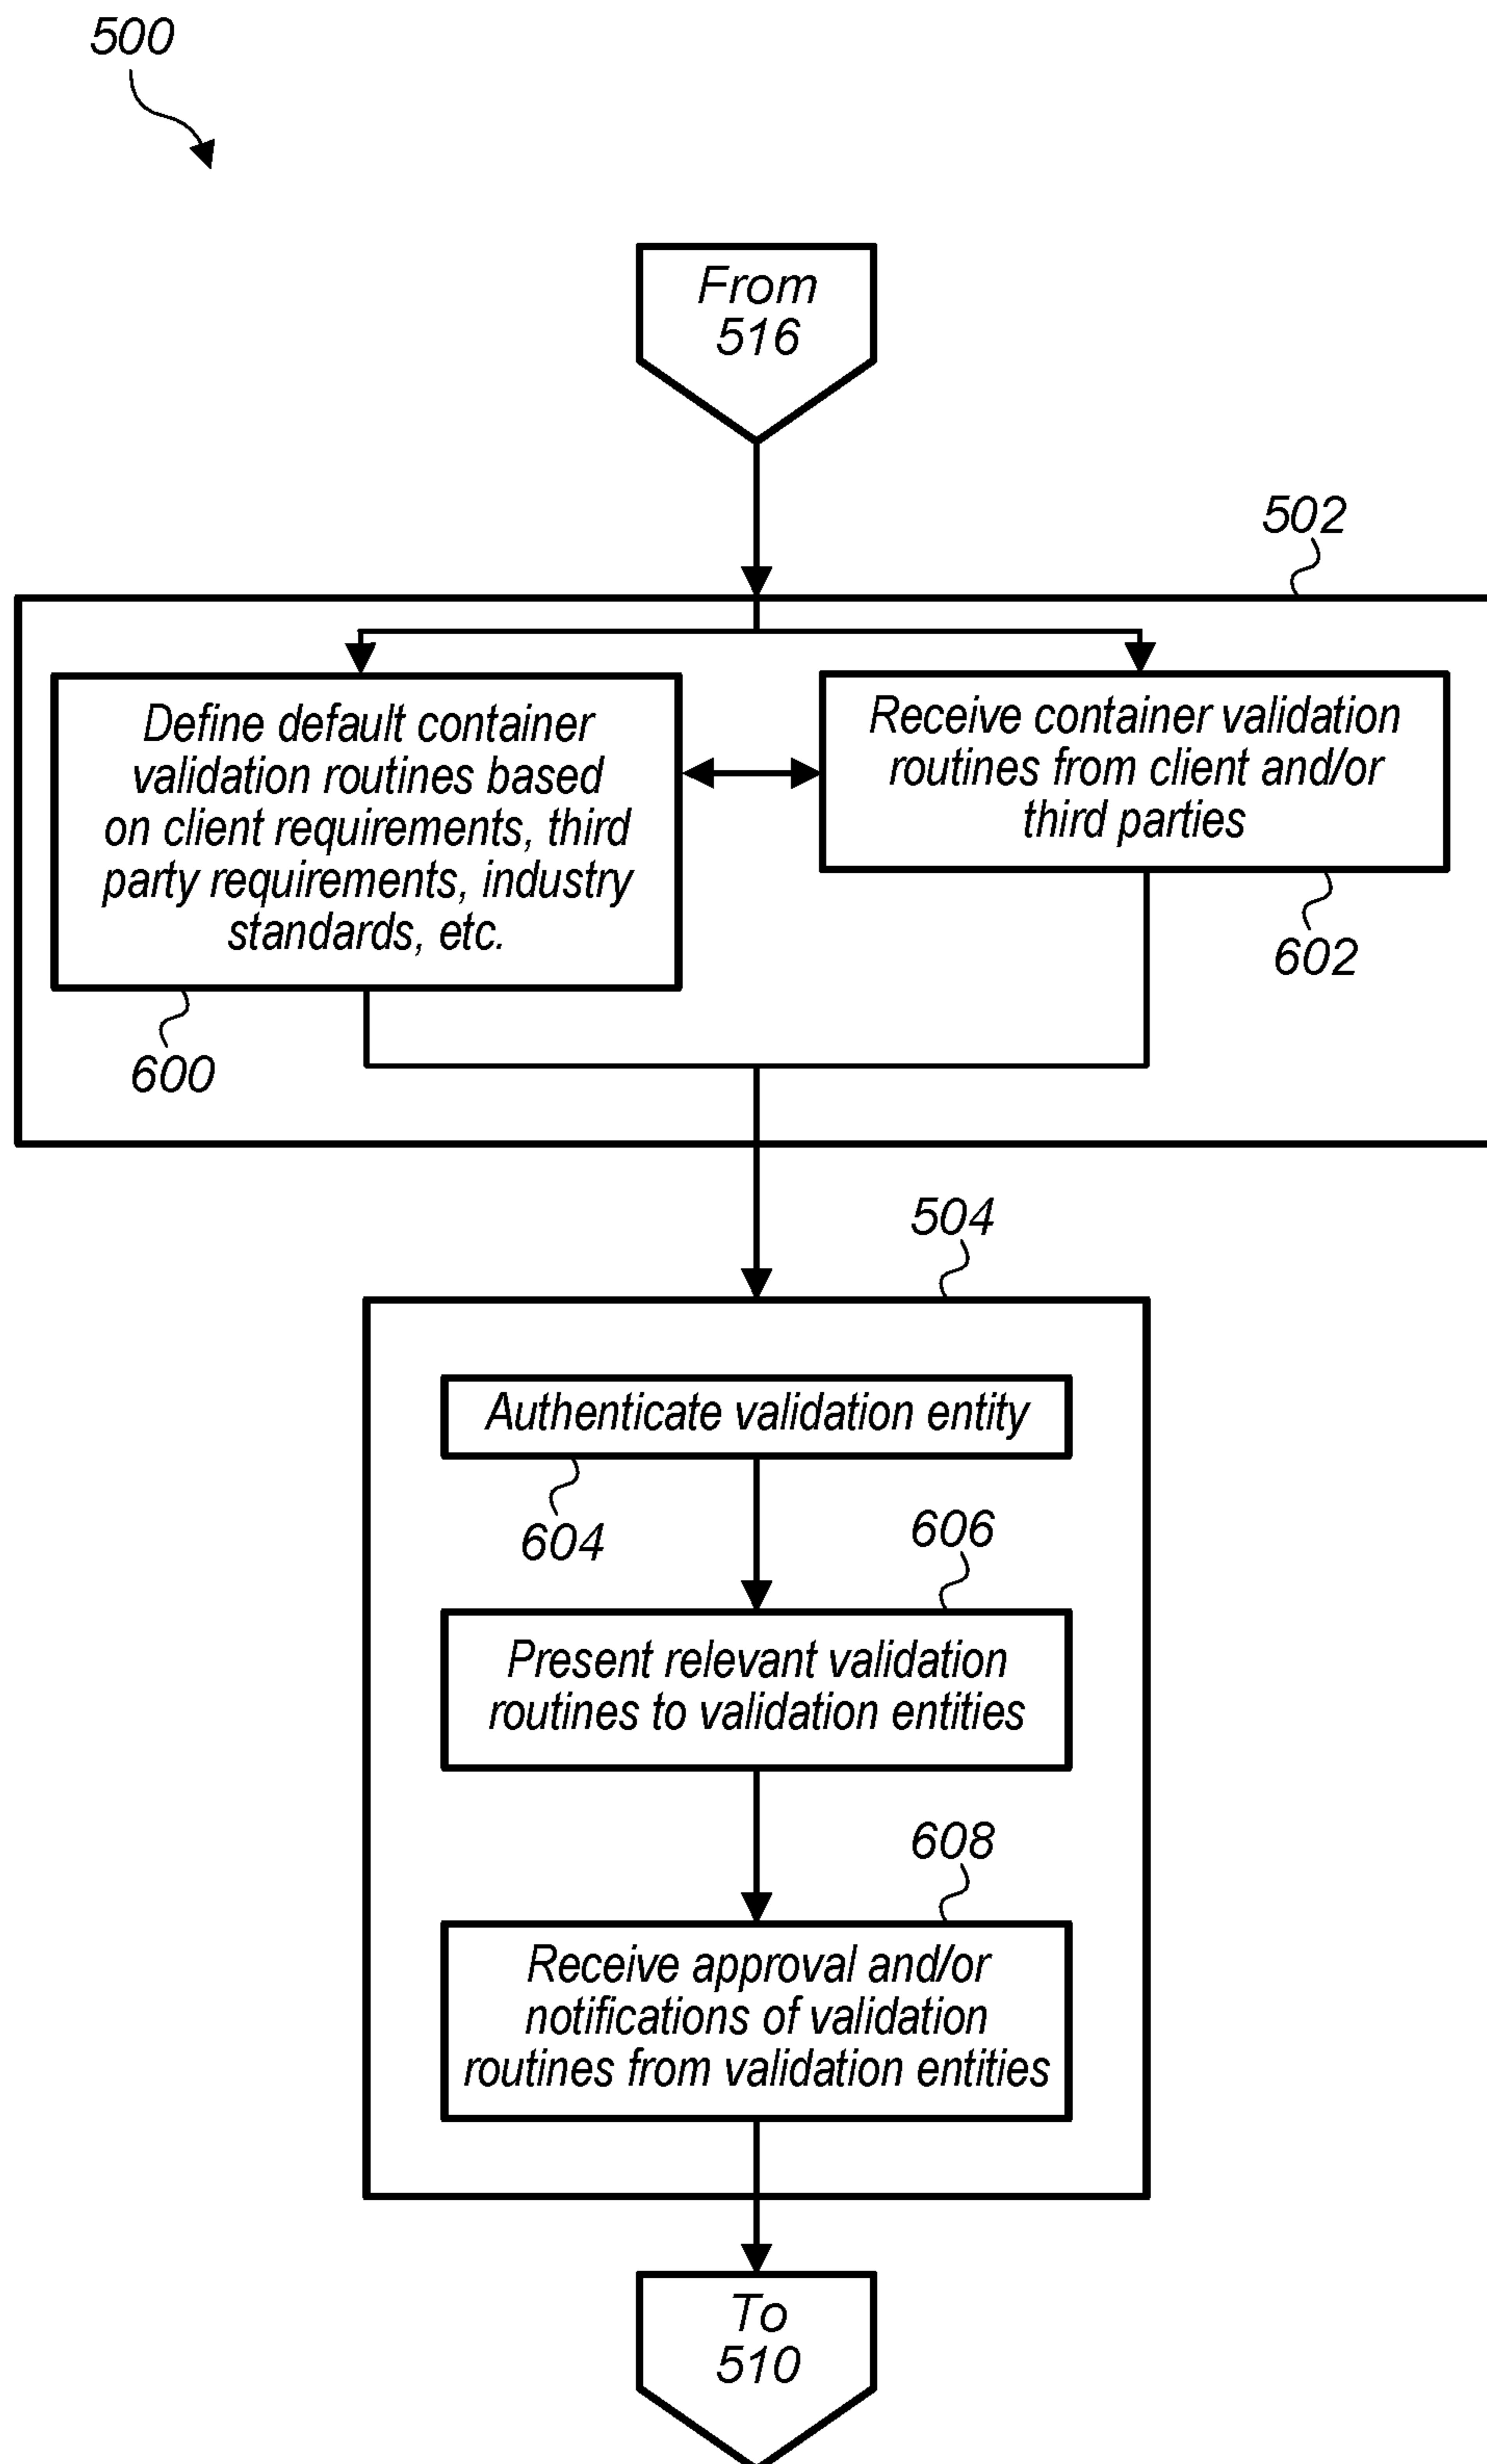 500
From
516
502
Define default container
validation routines based
on client requirements, third
party requirements, industry
standards, etc.
Receive container validation
routines from client and/or
third parties
602
600
504
Authenticate validation entity
604
606
Present relevant validation
routines to validation entities
608
Receive approval and/or
notifications of validation
routines from validation entities
To
510